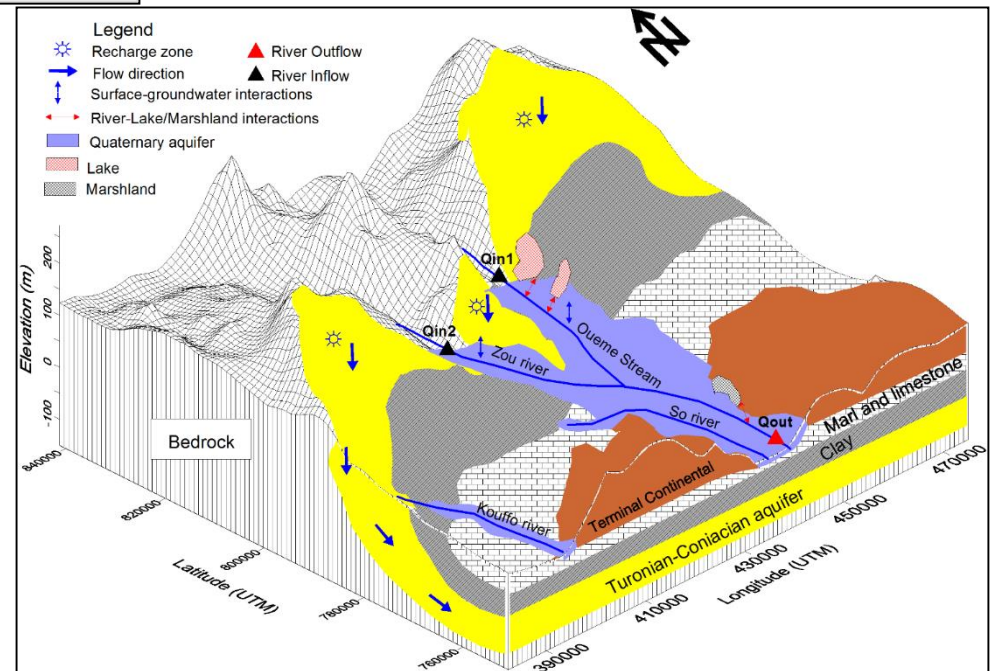 Legend
Recharge zone
River Outflow
Flow direction
River Inflow
Surface-groundwater interactions
River-Lake/Marshland interactions
Quaternary aquifer
Lake
Marshland
N
Elevation (m)
200
100
0
-100
Qin1
Qin2
Zou river
Oueme Stream
So river
Qout
Kouffo river
Bedrock
Terminal Continental
Marl and limestone
Clay
Turonian-Coniacian aquifer
840000
820000
800000
780000
760000
Latitude (UTM)
390000
410000
430000
450000
470000
Longitude (UTM)